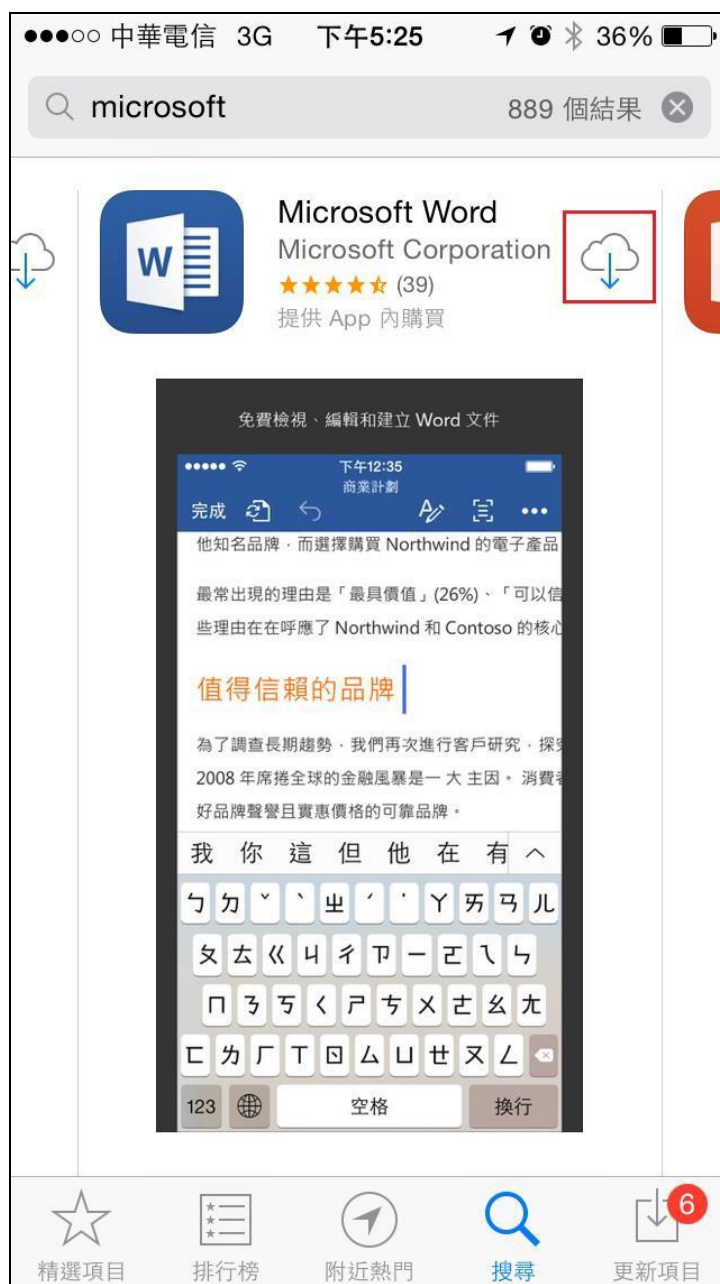 中華電信 3G 下午5:25 36%
microsoft 889 個結果
Microsoft Word
Microsoft Corporation
(39)
提供 App 內購買
W
免費檢視、編輯和建立 Word 文件
下午12:35
商業計劃
完成
他知名品牌,而選擇購買 Northwind 的電子產品
最常出現的理由是「最具價值」(26%)、「可以信
些理由在在呼應了 Northwind 和 Contoso 的核心
值得信賴的品牌
為了調查長期趨勢,我們再次進行客戶研究,探究
2008 年席捲全球的金融風暴是一 大 主因。 消費者
好品牌聲譽且實惠價格的可靠品牌。
我 你 這 但 他 在 有
ㄅ ㄉ ˇ ˋ ㄓ ˊ ˙ ㄚ ㄞ ㄢ ㄦ
ㄆ ㄊ ㄍ ㄐ ㄔ ㄗ ㄧ ㄛ ㄟ ㄣ
ㄇ ㄋ ㄎ ㄑ ㄕ ㄘ ㄨ ㄜ ㄠ ㄤ
ㄈ ㄌ ㄏ ㄒ ㄖ ㄙ ㄩ ㄝ ㄡ ㄥ
123 空格 換行
6
精選項目 排行榜 附近熱門 搜尋 更新項目